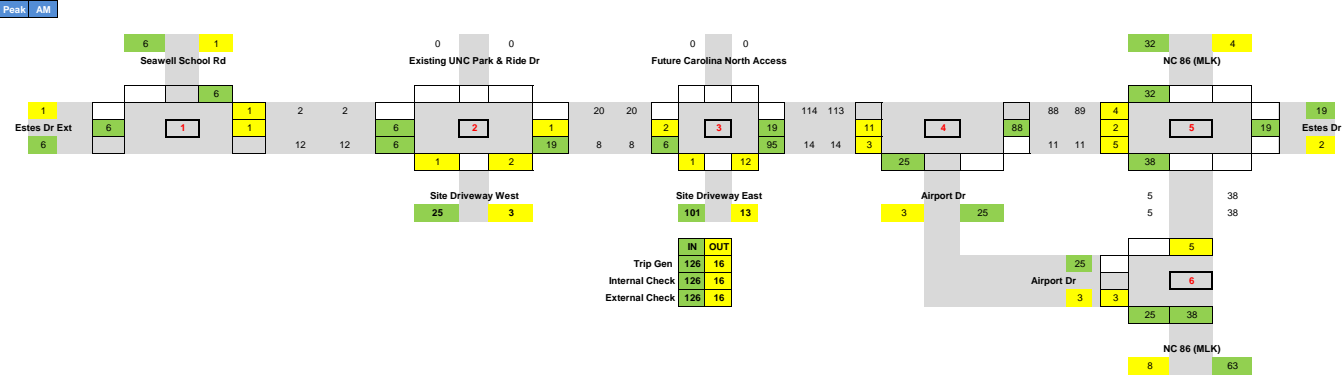 Peak AM
6 1 0 0 0 0 32 4
Seawell School Rd Existing UNC Park & Ride Dr Future Carolina North Access NC 86 (MLK)
6 32
1 1 2 2 20 20 114 113 88 89 4 19
Estes Dr Ext 6 1 1 6 2 1 2 3 19 11 4 88 2 5 19 Estes Dr
6 12 12 6 19 8 8 6 95 14 14 3 11 11 5 2
1 2 1 12 25 38
Site Driveway West Site Driveway East Airport Dr 5 38
25 3 101 13 3 25 5 38
IN OUT 5
Trip Gen 126 16 25
Internal Check 126 16 Airport Dr 6
External Check 126 16 3 3
25 38
NC 86 (MLK)
8 63